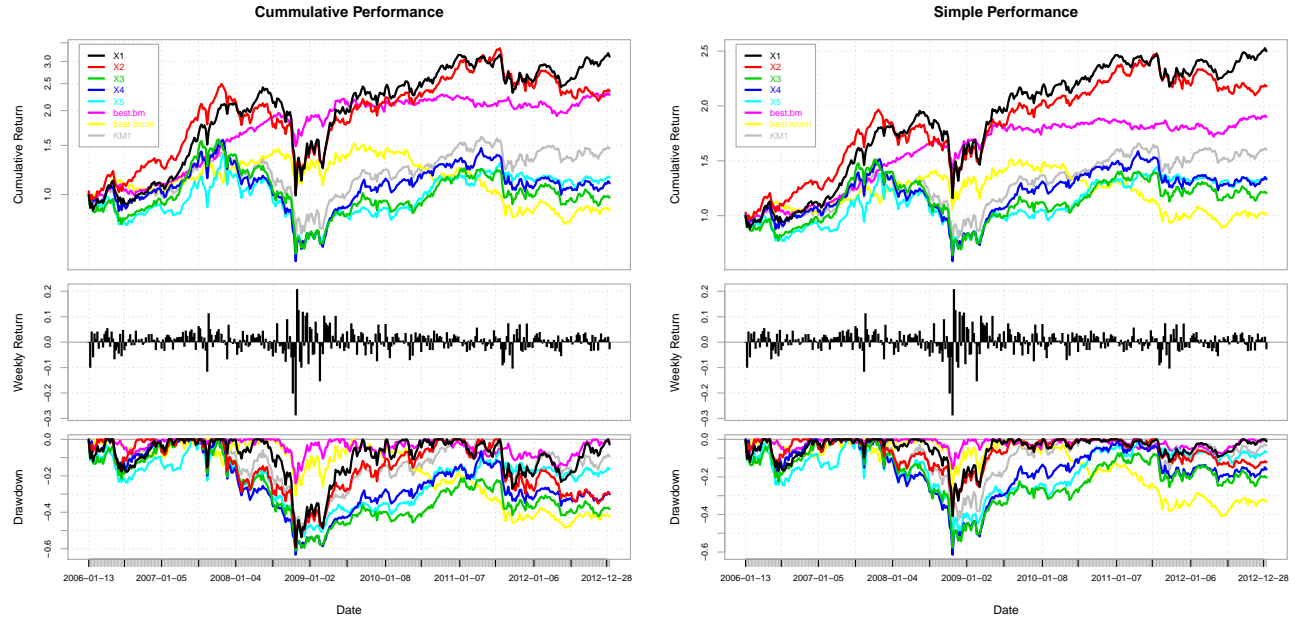 Cummulative Performance
Cumulative Return
3.0
2.5
2.0
1.5
1.0
X1
X2
X3
X4
X5
best.bm
best.worst
KM1
Weekly Return
0.2
0.1
0.0
−0.1
−0.2
−0.3
Drawdown
0.0
−0.2
−0.4
−0.6
2006−01−13
2007−01−05
2008−01−04
2009−01−02
2010−01−08
2011−01−07
2012−01−06
2012−12−28
Date
Simple Performance
Cumulative Return
2.5
2.0
1.5
1.0
X1
X2
X3
X4
X5
best.bm
best.worst
KM1
Weekly Return
0.2
0.1
0.0
−0.1
−0.2
−0.3
Drawdown
0.0
−0.2
−0.4
−0.6
2006−01−13
2007−01−05
2008−01−04
2009−01−02
2010−01−08
2011−01−07
2012−01−06
2012−12−28
Date